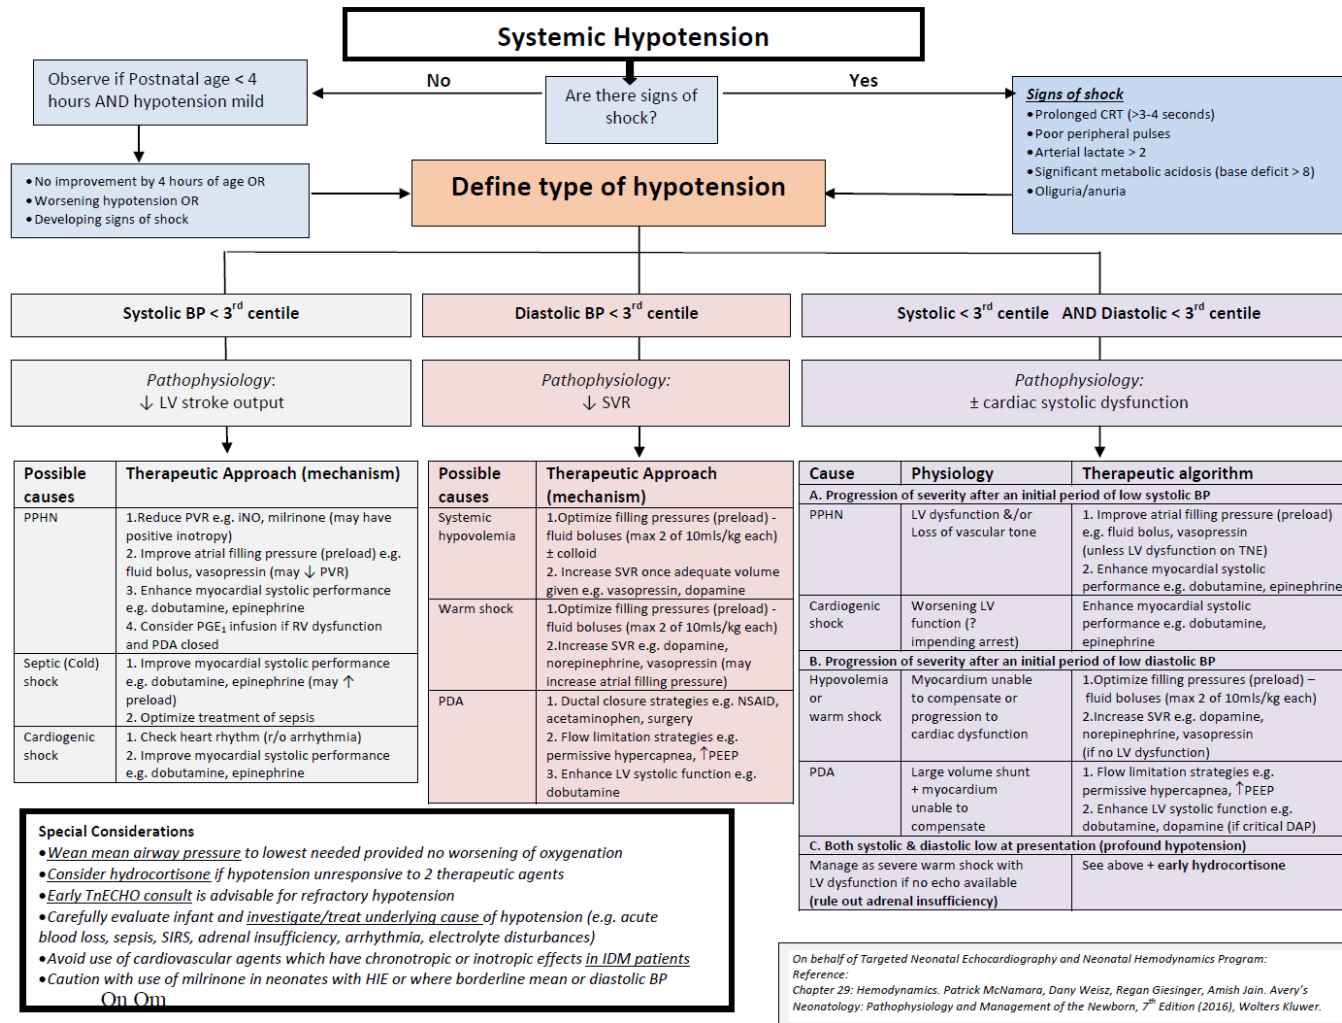 Systemic Hypotension
Observe if Postnatal age < 4
hours AND hypotension mild
No
Are there signs of
shock?
Yes
Signs of shock
• Prolonged CRT (>3-4 seconds)
• Poor peripheral pulses
• Arterial lactate > 2
• Significant metabolic acidosis (base deficit > 8)
• Oliguria/anuria
• No improvement by 4 hours of age OR
• Worsening hypotension OR
• Developing signs of shock
Define type of hypotension
Systolic BP < 3rd centile
Diastolic BP < 3rd centile
Systolic < 3rd centile AND Diastolic < 3rd centile
Pathophysiology:
↓ LV stroke output
Pathophysiology:
↓ SVR
Pathophysiology:
± cardiac systolic dysfunction
Possible
causes
Therapeutic Approach (mechanism)
PPHN
1.Reduce PVR e.g. iNO, milrinone (may have
positive inotropy)
2. Improve atrial filling pressure (preload) e.g.
fluid bolus, vasopressin (may ↓ PVR)
3. Enhance myocardial systolic performance
e.g. dobutamine, epinephrine
4. Consider PGE1 infusion if RV dysfunction
and PDA closed
Septic (Cold)
shock
1. Improve myocardial systolic performance
e.g. dobutamine, epinephrine (may ↑
preload)
2. Optimize treatment of sepsis
Cardiogenic
shock
1. Check heart rhythm (r/o arrhythmia)
2. Improve myocardial systolic performance
e.g. dobutamine, epinephrine
Possible
causes
Therapeutic Approach
(mechanism)
Systemic
hypovolemia
1.Optimize filling pressures (preload) -
fluid boluses (max 2 of 10mls/kg each)
± colloid
2. Increase SVR once adequate volume
given e.g. vasopressin, dopamine
Warm shock
1.Optimize filling pressures (preload) -
fluid boluses (max 2 of 10mls/kg each)
2.Increase SVR e.g. dopamine,
norepinephrine, vasopressin (may
increase atrial filling pressure)
PDA
1. Ductal closure strategies e.g. NSAID,
acetaminophen, surgery
2. Flow limitation strategies e.g.
permissive hypercapnea, ↑PEEP
3. Enhance LV systolic function e.g.
dobutamine
Cause
Physiology
Therapeutic algorithm
A. Progression of severity after an initial period of low systolic BP
PPHN
LV dysfunction &/or
Loss of vascular tone
1. Improve atrial filling pressure (preload)
e.g. fluid bolus, vasopressin
(unless LV dysfunction on TNE)
2. Enhance myocardial systolic
performance e.g. dobutamine, epinephrine
Cardiogenic
shock
Worsening LV
function (?
impending arrest)
Enhance myocardial systolic
performance e.g. dobutamine,
epinephrine
B. Progression of severity after an initial period of low diastolic BP
Hypovolemia
or
warm shock
Myocardium unable
to compensate or
progression to
cardiac dysfunction
1.Optimize filling pressures (preload) –
fluid boluses (max 2 of 10mls/kg each)
2.Increase SVR e.g. dopamine,
norepinephrine, vasopressin
(if no LV dysfunction)
PDA
Large volume shunt
+ myocardium
unable to
compensate
1. Flow limitation strategies e.g.
permissive hypercapnea, ↑PEEP
2. Enhance LV systolic function e.g.
dobutamine, dopamine (if critical DAP)
C. Both systolic & diastolic low at presentation (profound hypotension)
Manage as severe warm shock with
LV dysfunction if no echo available
(rule out adrenal insufficiency)
See above + early hydrocortisone
Special Considerations
•Wean mean airway pressure to lowest needed provided no worsening of oxygenation
•Consider hydrocortisone if hypotension unresponsive to 2 therapeutic agents
•Early TnECHO consult is advisable for refractory hypotension
•Carefully evaluate infant and investigate/treat underlying cause of hypotension (e.g. acute
blood loss, sepsis, SIRS, adrenal insufficiency, arrhythmia, electrolyte disturbances)
•Avoid use of cardiovascular agents which have chronotropic or inotropic effects in IDM patients
•Caution with use of milrinone in neonates with HIE or where borderline mean or diastolic BP
On Om
On behalf of Targeted Neonatal Echocardiography and Neonatal Hemodynamics Program:
Reference:
Chapter 29: Hemodynamics. Patrick McNamara, Dany Weisz, Regan Giesinger, Amish Jain. Avery's
Neonatology: Pathophysiology and Management of the Newborn, 7th Edition (2016), Wolters Kluwer.